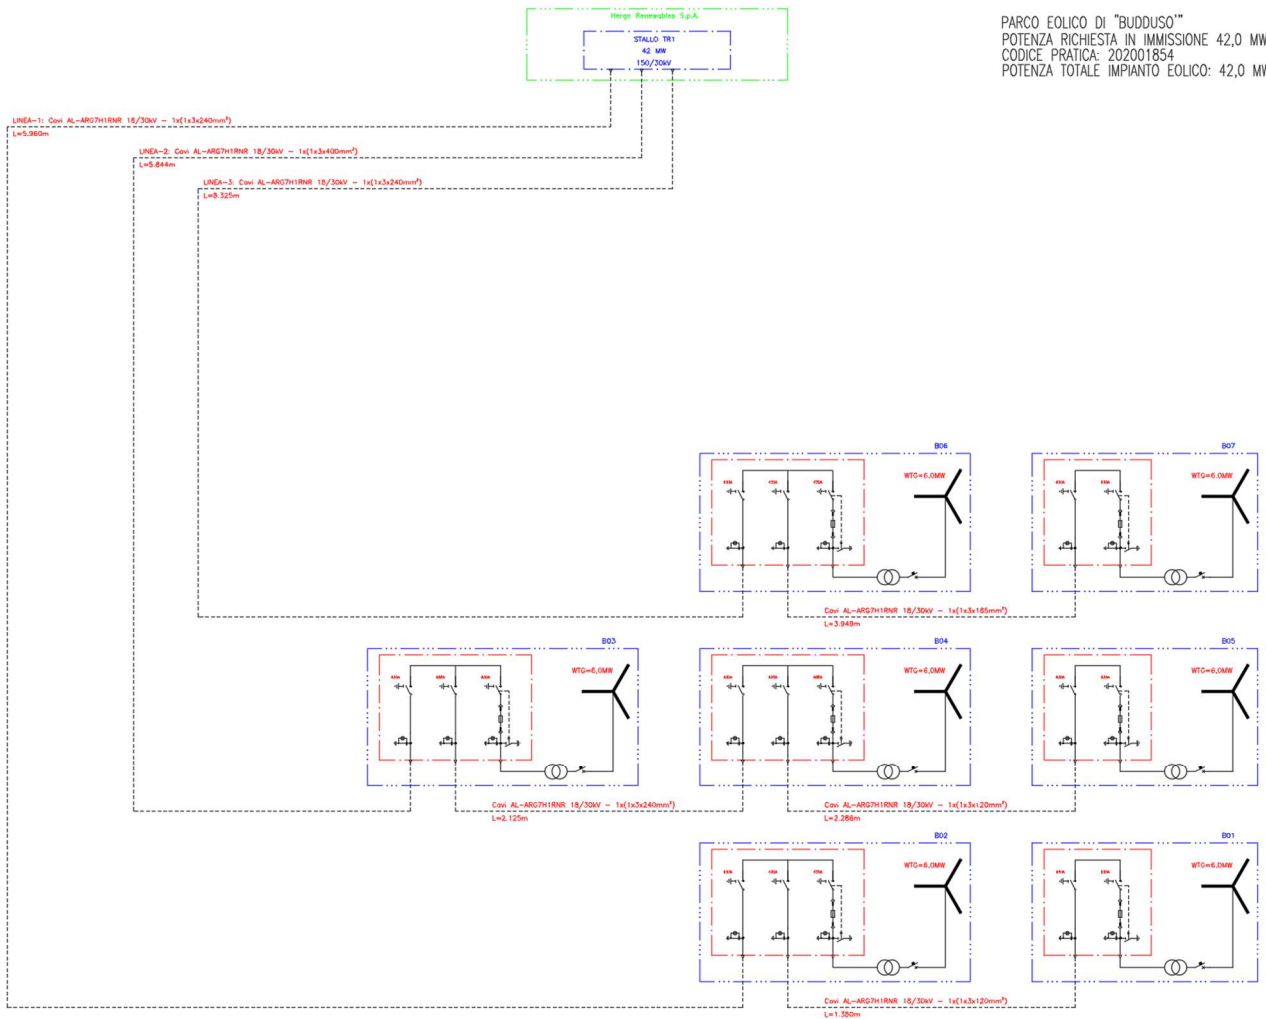 Hergo Renewables S.p.A.
STALLO TR1
42 MW
150/30kV
PARCO EOLICO DI "BUDDUSO'"
POTENZA RICHIESTA IN IMMISSIONE 42,0 MW
CODICE PRATICA: 202001854
POTENZA TOTALE IMPIANTO EOLICO: 42,0 MW
LINEA-1: Cavi AL-ARG7H1RNR 18/30kV - 1x(1x3x240mm²)
L=5.960m
LINEA-2: Cavi AL-ARG7H1RNR 18/30kV - 1x(1x3x400mm²)
L=5.844m
LINEA-3: Cavi AL-ARG7H1RNR 18/30kV - 1x(1x3x240mm²)
L=8.325m
B06
WTG=6,0MW
B07
WTG=6,0MW
Cavi AL-ARG7H1RNR 18/30kV - 1x(1x3x185mm²)
L=3.949m
B03
WTG=6,0MW
B04
WTG=6,0MW
B05
WTG=6,0MW
Cavi AL-ARG7H1RNR 18/30kV - 1x(1x3x240mm²)
L=2.125m
Cavi AL-ARG7H1RNR 18/30kV - 1x(1x3x120mm²)
L=2.286m
B02
WTG=6,0MW
B01
WTG=6,0MW
Cavi AL-ARG7H1RNR 18/30kV - 1x(1x3x120mm²)
L=1.380m